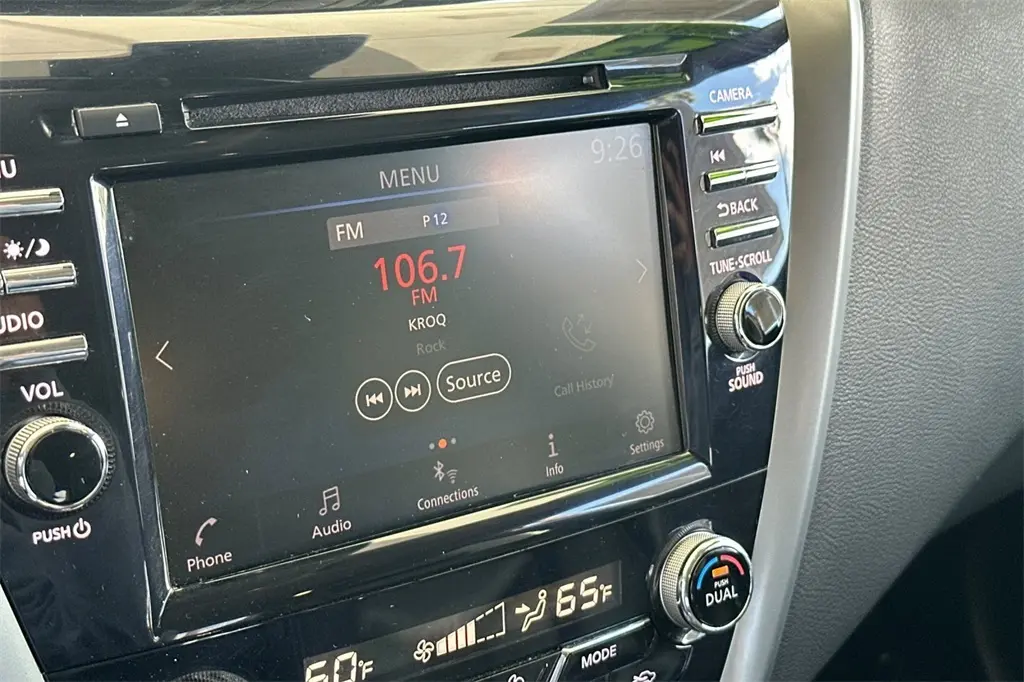 CAMERA
MENU
9:26
FM P 12
BACK
106.7
FM
TUNE·SCROLL
KROQ
Rock
VOL
Source
Call History
PUSH
SOUND
Settings
Info
Connections
Audio
Phone
PUSH
PUSH
DUAL
65°F
60°F
MODE